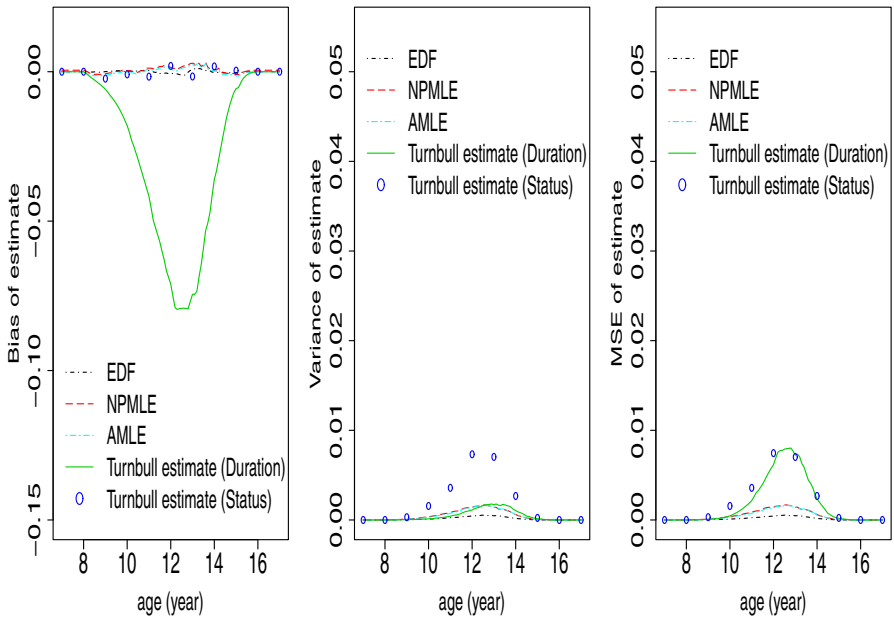 Bias of estimate
0.00
−0.05
−0.10
−0.15
EDF
NPMLE
AMLE
Turnbull estimate (Duration)
Turnbull estimate (Status)
8 10 12 14 16
age (year)
Variance of estimate
0.05
0.04
0.03
0.02
0.01
0.00
EDF
NPMLE
AMLE
Turnbull estimate (Duration)
Turnbull estimate (Status)
8 10 12 14 16
age (year)
MSE of estimate
0.05
0.04
0.03
0.02
0.01
0.00
EDF
NPMLE
AMLE
Turnbull estimate (Duration)
Turnbull estimate (Status)
8 10 12 14 16
age (year)